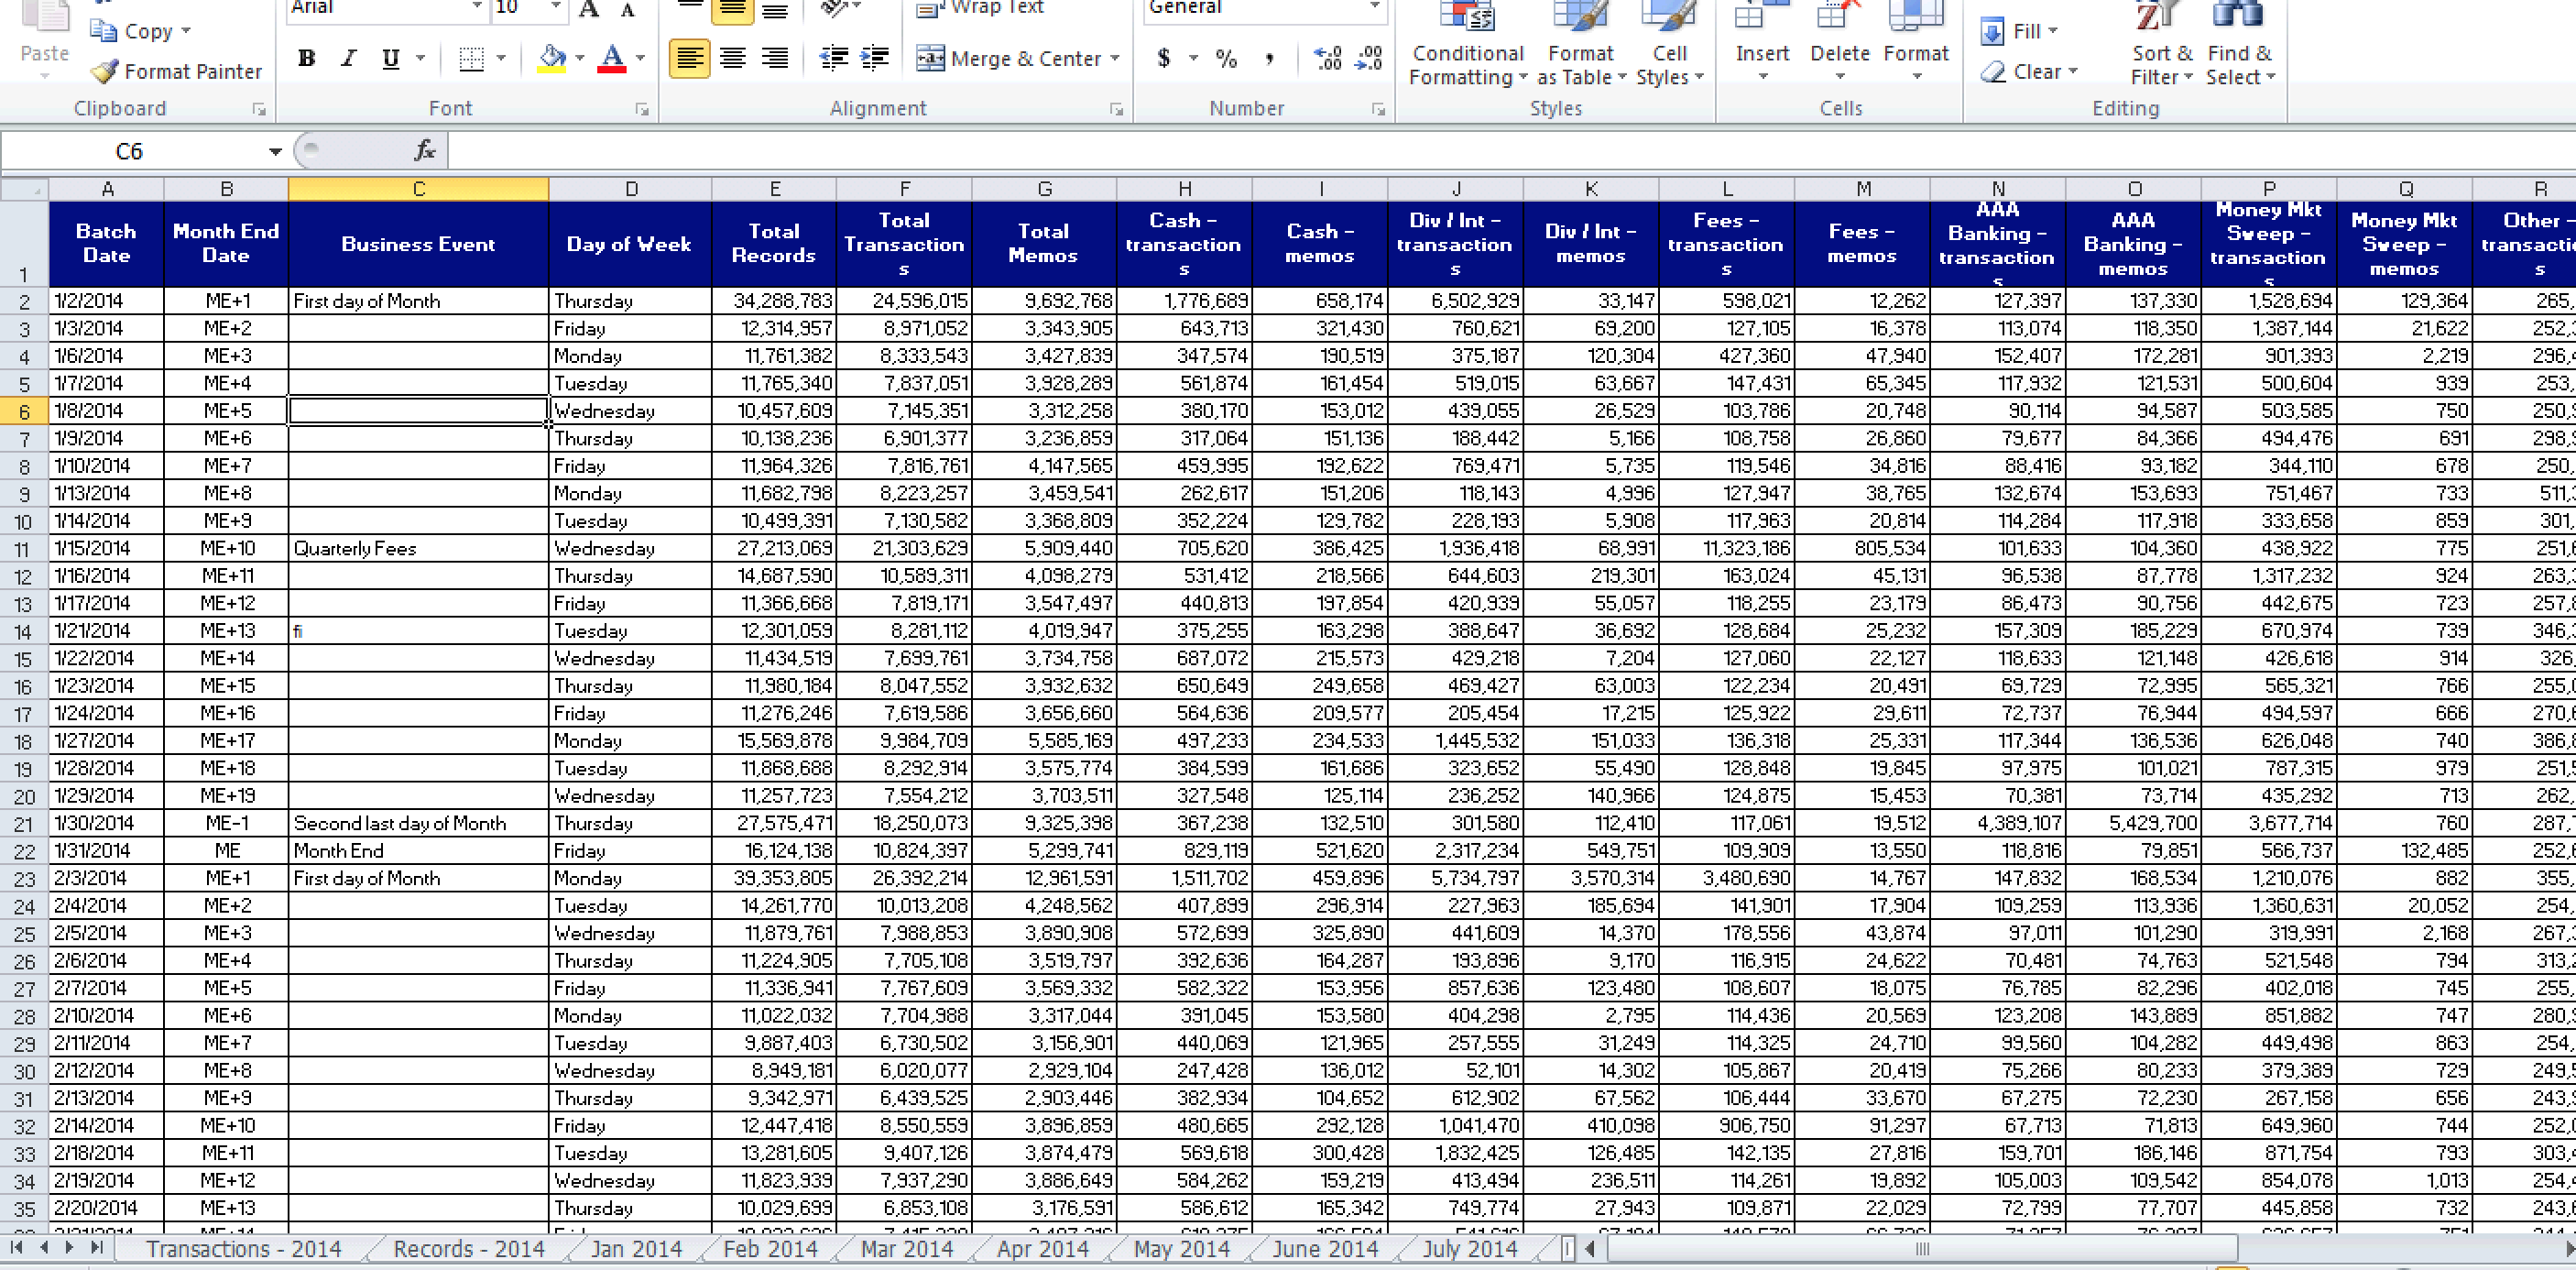 Arial 10 A A Wrap Text General
Paste Copy Format Painter B I U A Merge & Center $ % , .0 .00 .00 .0 Conditional Formatting Format as Table Cell Styles Insert Delete Format Fill Clear Sort & Filter Find & Select
Clipboard Font Alignment Number Styles Cells Editing
C6 fx
A B C D E F G H I J K L M N O P Q R
1 Batch Date Month End Date Business Event Day of Week Total Records Total Transactions Total Memos Cash - transactions Cash - memos Div / Int - transactions Div / Int - memos Fees - transactions Fees - memos AAA Banking - transactions AAA Banking - memos Money Mkt Sweep - transactions Money Mkt Sweep - memos Other -
2 1/2/2014 ME+1 First day of Month Thursday 34,288,783 24,596,015 9,692,768 1,776,689 658,174 6,502,929 33,147 598,021 12,262 127,397 137,330 1,528,694 129,364 265,
3 1/3/2014 ME+2 Friday 12,314,957 8,971,052 3,343,905 643,713 321,430 760,621 69,200 127,105 16,378 113,074 118,350 1,387,144 21,622
4 1/6/2014 ME+3 Monday 11,761,382 8,333,543 3,427,839 347,574 190,519 375,187 120,304 427,360 47,940 152,407 172,281 901,393 2,219
5 1/7/2014 ME+4 Tuesday 11,765,340 7,837,051 3,928,289 561,874 161,454 519,015 63,667 147,431 65,345 117,932 121,531 500,604 939 253,
6 1/8/2014 ME+5 Wednesday 10,457,609 7,145,351 3,312,258 380,170 153,012 439,055 26,529 103,786 20,748 90,114 94,587 503,585 750
7 1/9/2014 ME+6 Thursday 10,138,236 6,901,377 3,236,859 317,064 151,136 188,442 5,166 108,758 26,860 79,677 84,366 494,476 691
8 1/10/2014 ME+7 Friday 11,964,326 7,816,761 4,147,565 459,995 192,622 769,471 5,735 119,546 34,816 88,416 93,182 344,110 678 250,
9 1/13/2014 ME+8 Monday 11,682,798 8,223,257 3,459,541 262,617 151,206 118,143 4,996 127,947 38,765 132,674 153,693 751,467 733
10 1/14/2014 ME+9 Tuesday 10,499,391 7,130,582 3,368,809 352,224 129,782 228,193 5,908 117,963 20,814 114,284 117,918 333,658 859 301,
11 1/15/2014 ME+10 Quarterly Fees Wednesday 27,213,069 21,303,629 5,909,440 705,620 386,425 1,936,418 68,991 11,323,186 805,534 101,633 104,360 438,922 775
12 1/16/2014 ME+11 Thursday 14,687,590 10,589,311 4,098,279 531,412 218,566 644,603 219,301 163,024 45,131 96,538 87,778 1,317,232 924
13 1/17/2014 ME+12 Friday 11,366,668 7,819,171 3,547,497 440,813 197,854 420,939 55,057 118,255 23,179 86,473 90,756 442,675 723
14 1/21/2014 ME+13 fi Tuesday 12,301,059 8,281,112 4,019,947 375,255 163,298 388,647 36,692 128,684 25,232 157,309 185,229 670,974 739
15 1/22/2014 ME+14 Wednesday 11,434,519 7,699,761 3,734,758 687,072 215,573 429,218 7,204 127,060 22,127 118,633 121,148 426,618 914 326,
16 1/23/2014 ME+15 Thursday 11,980,184 8,047,552 3,932,632 650,649 249,658 469,427 63,003 122,234 20,491 69,729 72,995 565,321 766
17 1/24/2014 ME+16 Friday 11,276,246 7,619,586 3,656,660 564,636 209,577 205,454 17,215 125,922 29,611 72,737 76,944 494,597 666
18 1/27/2014 ME+17 Monday 15,569,878 9,984,709 5,585,169 497,233 234,533 1,445,532 151,033 136,318 25,331 117,344 136,536 626,048 740
19 1/28/2014 ME+18 Tuesday 11,868,688 8,292,914 3,575,774 384,599 161,686 323,652 55,490 128,848 19,845 97,975 101,021 787,315 979
20 1/29/2014 ME+19 Wednesday 11,257,723 7,554,212 3,703,511 327,548 125,114 236,252 140,966 124,875 15,453 70,381 73,714 435,292 713 262,
21 1/30/2014 ME-1 Second last day of Month Thursday 27,575,471 18,250,073 9,325,398 367,238 132,510 301,580 112,410 117,061 19,512 4,389,107 5,429,700 3,677,714 760
22 1/31/2014 ME Month End Friday 16,124,138 10,824,397 5,299,741 829,119 521,620 2,317,234 549,751 109,909 13,550 118,816 79,851 566,737 132,485
23 2/3/2014 ME+1 First day of Month Monday 39,353,805 26,392,214 12,961,591 1,511,702 459,896 5,734,797 3,570,314 3,480,690 14,767 147,832 168,534 1,210,076 882 355,
24 2/4/2014 ME+2 Tuesday 14,261,770 10,013,208 4,248,562 407,899 296,914 227,963 185,694 141,901 17,904 109,259 113,936 1,360,631 20,052 254,
25 2/5/2014 ME+3 Wednesday 11,879,761 7,988,853 3,890,908 572,699 325,890 441,609 14,370 178,556 43,874 97,011 101,290 319,991 2,168
26 2/6/2014 ME+4 Thursday 11,224,905 7,705,108 3,519,797 392,636 164,287 193,896 9,170 116,915 24,622 70,481 74,763 521,548 794
27 2/7/2014 ME+5 Friday 11,336,941 7,767,609 3,569,332 582,322 153,956 857,636 123,480 108,607 18,075 76,785 82,296 402,018 745 255,
28 2/10/2014 ME+6 Monday 11,022,032 7,704,988 3,317,044 391,045 153,580 404,298 2,795 114,436 20,569 123,208 143,889 851,882 747
29 2/11/2014 ME+7 Tuesday 9,887,403 6,730,502 3,156,901 440,069 121,965 257,555 31,249 114,325 24,710 99,560 104,282 449,498 863 254,
30 2/12/2014 ME+8 Wednesday 8,949,181 6,020,077 2,929,104 247,428 136,012 52,101 14,302 105,867 20,419 75,266 80,233 379,389 729
31 2/13/2014 ME+9 Thursday 9,342,971 6,439,525 2,903,446 382,934 104,652 612,902 67,562 106,444 33,670 67,275 72,230 267,158 656
32 2/14/2014 ME+10 Friday 12,447,418 8,550,559 3,896,859 480,665 292,128 1,041,470 410,098 906,750 91,297 67,713 71,813 649,960 744
33 2/18/2014 ME+11 Tuesday 13,281,605 9,407,126 3,874,479 569,618 300,428 1,832,425 126,485 142,135 27,816 159,701 186,146 871,754 793
34 2/19/2014 ME+12 Wednesday 11,823,939 7,937,290 3,886,649 584,262 159,219 413,494 236,511 114,261 19,892 105,003 109,542 854,078 1,013
35 2/20/2014 ME+13 Thursday 10,029,699 6,853,108 3,176,591 586,612 165,342 749,774 27,943 109,871 22,029 72,799 77,707 445,858 732
Transactions - 2014 Records - 2014 Jan 2014 Feb 2014 Mar 2014 Apr 2014 May 2014 June 2014 July 2014